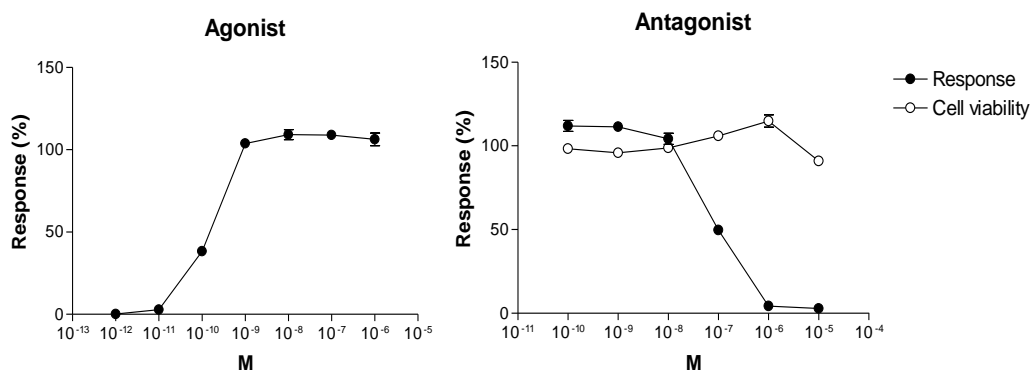 Agonist
Response (%)
150
100
50
0
10-13 10-12 10-11 10-10 10-9 10-8 10-7 10-6 10-5
M
Antagonist
Response (%)
150
100
50
0
10-11 10-10 10-9 10-8 10-7 10-6 10-5 10-4
M
Response
Cell viability